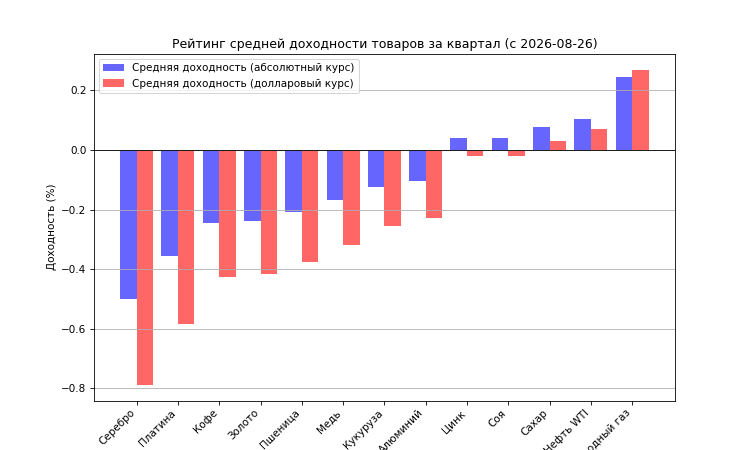 Рейтинг средней доходности товаров за квартал (с 2026-08-26)
Средняя доходность (абсолютный курс)
Средняя доходность (долларовый курс)
Доходность (%)
0.2
0.0
−0.2
−0.4
−0.6
−0.8
Серебро
Платина
Кофе
Золото
Пшеница
Медь
Кукуруза
Алюминий
Цинк
Соя
Сахар
Нефть WTI
газ